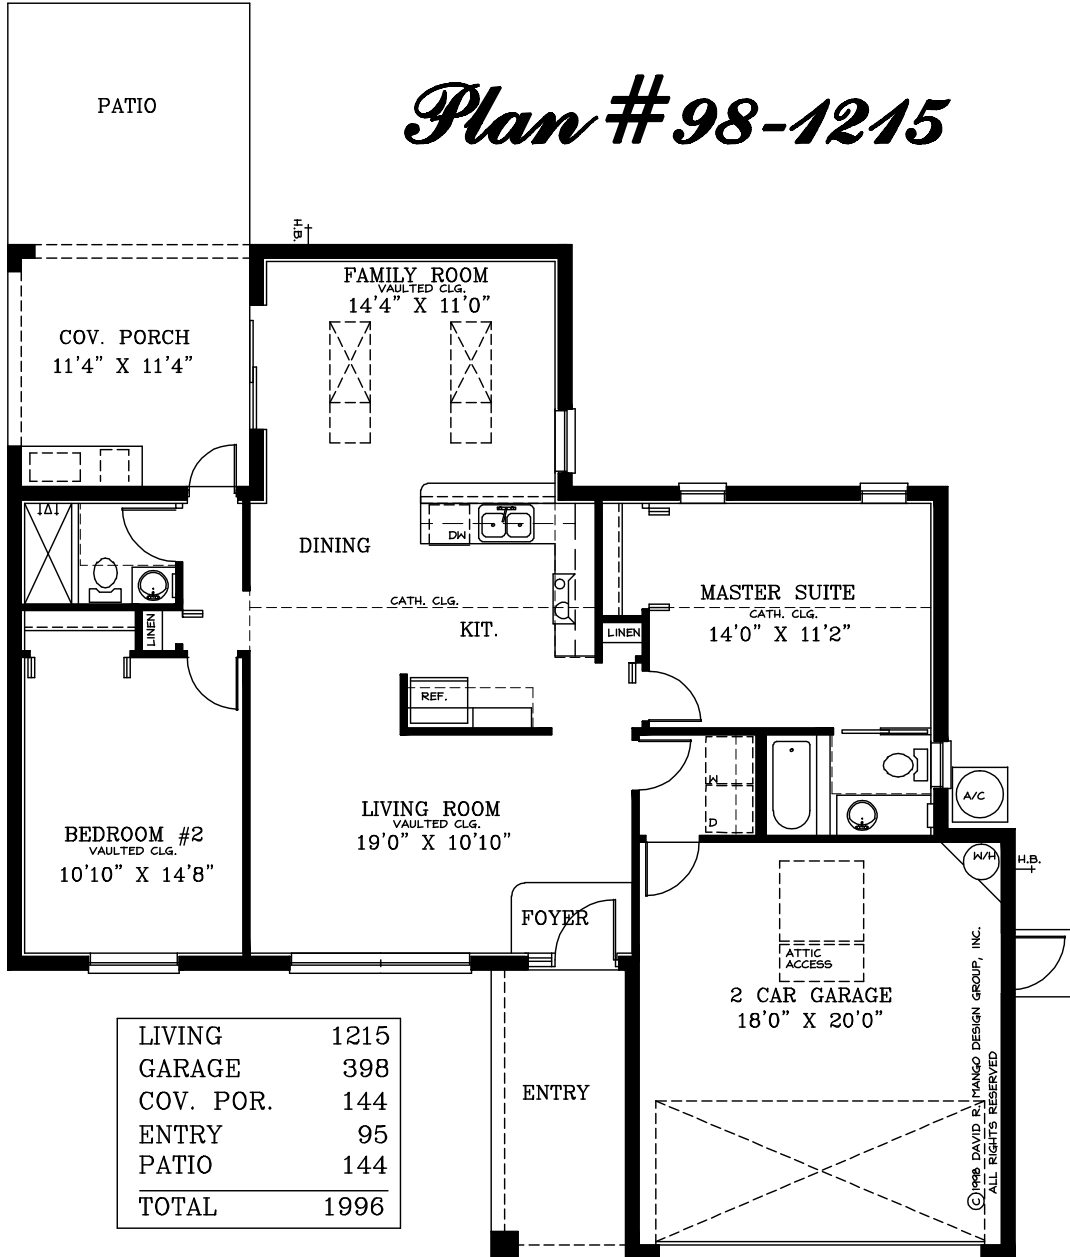 Plan #98-1215
PATIO
H.B.
FAMILY ROOM
VAULTED CLG.
14'4" X 11'0"
COV. PORCH
11'4" X 11'4"
DW
DINING
CATH. CLG.
KIT.
REF.
LINEN
LINEN
MASTER SUITE
CATH. CLG.
14'0" X 11'2"
W
D
A/C
LIVING ROOM
VAULTED CLG.
19'0" X 10'10"
BEDROOM #2
VAULTED CLG.
10'10" X 14'8"
W/H
H.B.
FOYER
ATTIC
ACCESS
2 CAR GARAGE
18'0" X 20'0"
© 1998 DAVID R. MANGO DESIGN GROUP, INC.
ALL RIGHTS RESERVED
ENTRY
LIVING 1215
GARAGE 398
COV. POR. 144
ENTRY 95
PATIO 144
TOTAL 1996